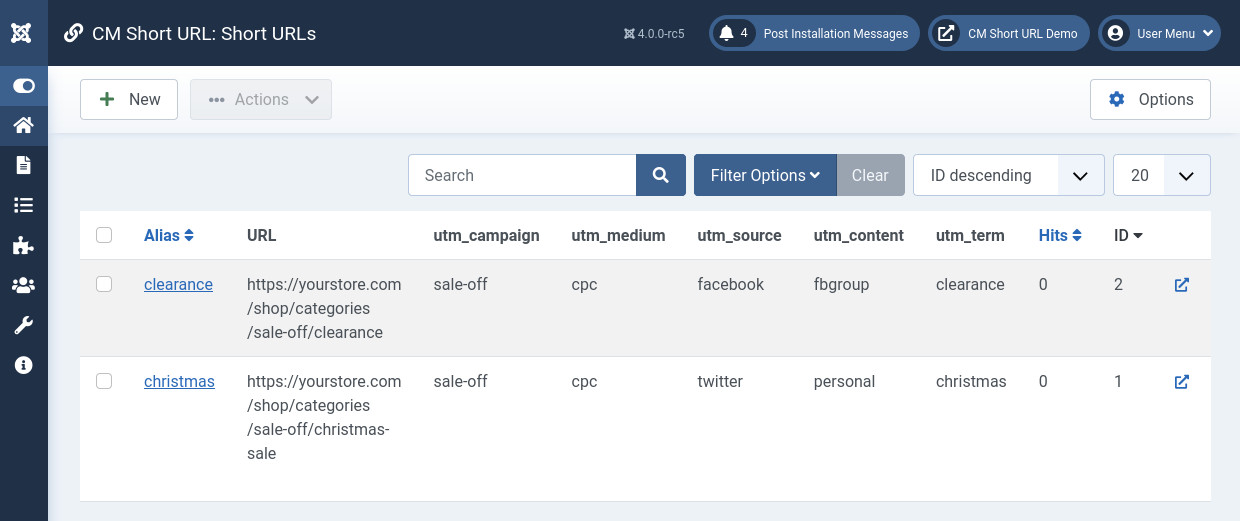 CM Short URL: Short URLs
4.0.0-rc5
4 Post Installation Messages
CM Short URL Demo
User Menu
New
Actions
Options
Search
Filter Options
Clear
ID descending
20
Alias URL utm_campaign utm_medium utm_source utm_content utm_term Hits ID
clearance https://yourstore.com sale-off cpc facebook fbgroup clearance 0 2
/shop/categories
/sale-off/clearance
christmas https://yourstore.com sale-off cpc twitter personal christmas 0 1
/shop/categories
/sale-off/christmas-
sale